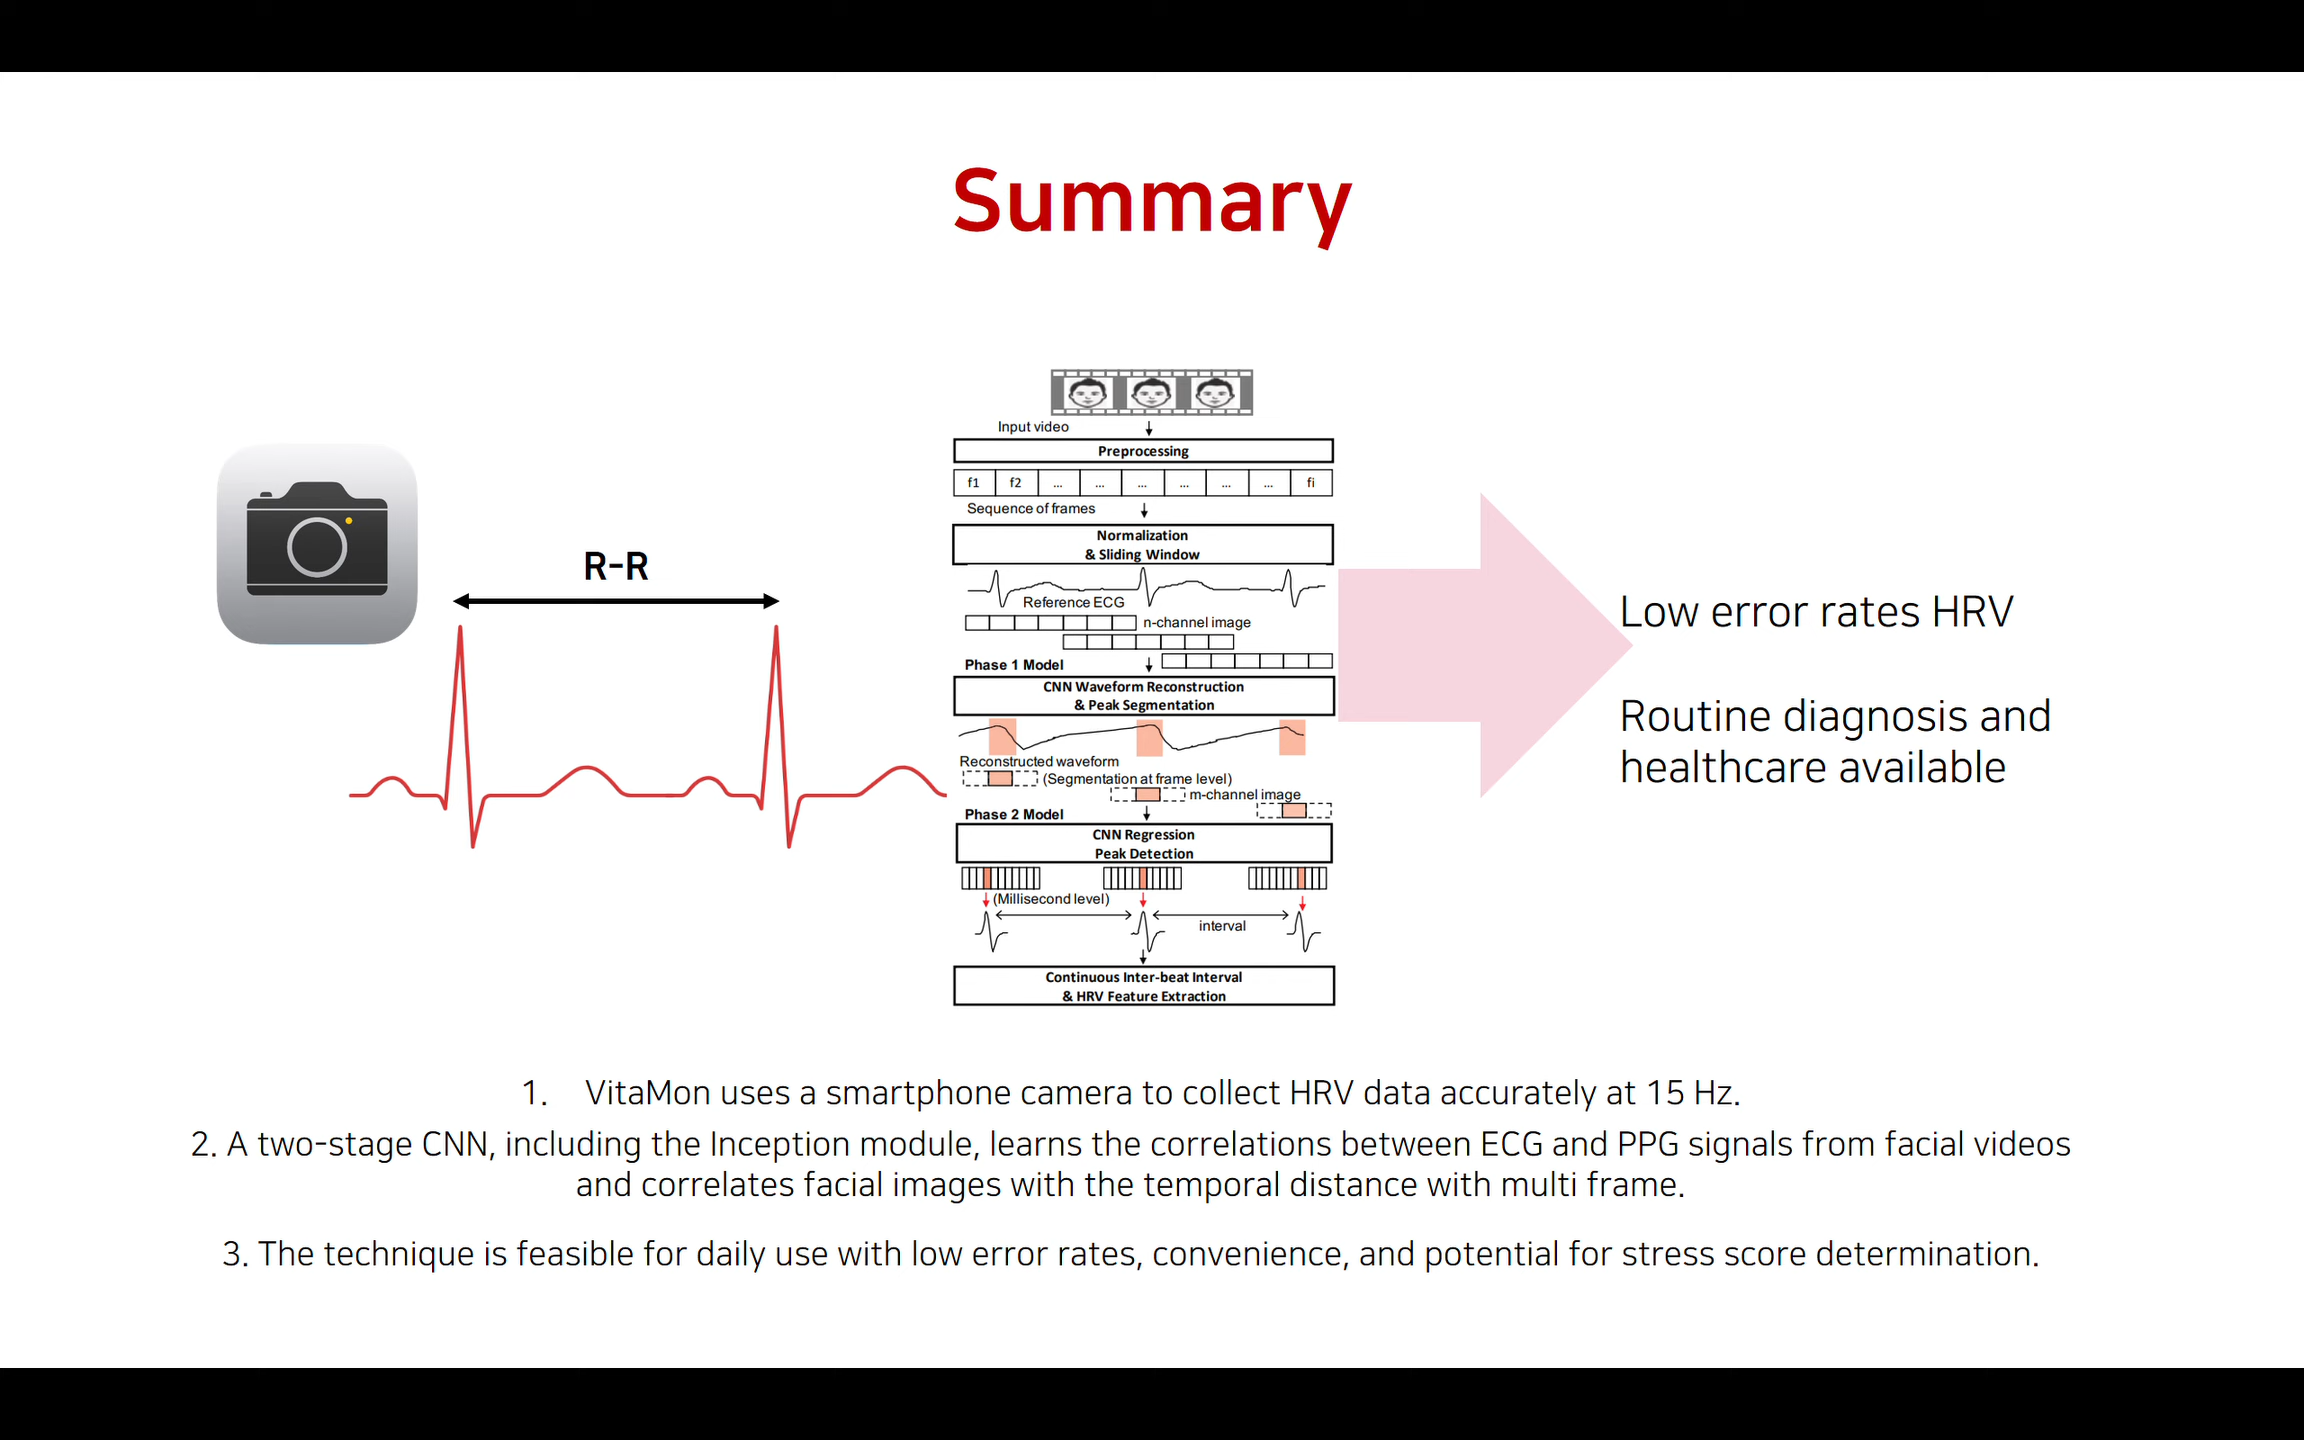 Summary
R-R
Input video
Preprocessing
f1 f2 ... ... ... ... ... ... fi
Sequence of frames
Normalization
& Sliding Window
Reference ECG
n-channel image
Phase 1 Model
CNN Waveform Reconstruction
& Peak Segmentation
Reconstructed waveform
(Segmentation at frame level)
m-channel image
Phase 2 Model
CNN Regression
Peak Detection
(Millisecond level)
interval
Continuous Inter-beat Interval
& HRV Feature Extraction
Low error rates HRV
Routine diagnosis and
healthcare available
1. VitaMon uses a smartphone camera to collect HRV data accurately at 15 Hz.
2. A two-stage CNN, including the Inception module, learns the correlations between ECG and PPG signals from facial videos
and correlates facial images with the temporal distance with multi frame.
3. The technique is feasible for daily use with low error rates, convenience, and potential for stress score determination.